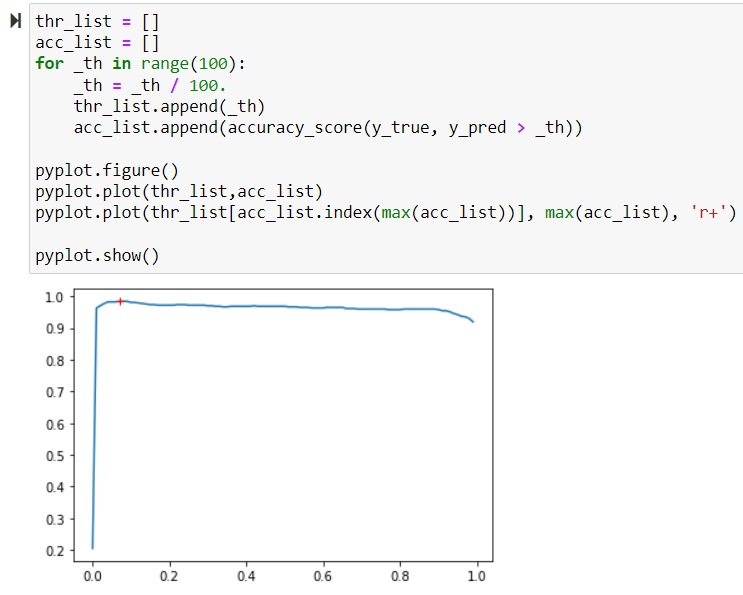 thr_list = []
acc_list = []
for _th in range(100):
    _th = _th / 100.
    thr_list.append(_th)
    acc_list.append(accuracy_score(y_true, y_pred > _th))
pyplot.figure()
pyplot.plot(thr_list,acc_list)
pyplot.plot(thr_list[acc_list.index(max(acc_list))], max(acc_list), 'r+')
pyplot.show()
1.0
0.9
0.8
0.7
0.6
0.5
0.4
0.3
0.2
0.0 0.2 0.4 0.6 0.8 1.0